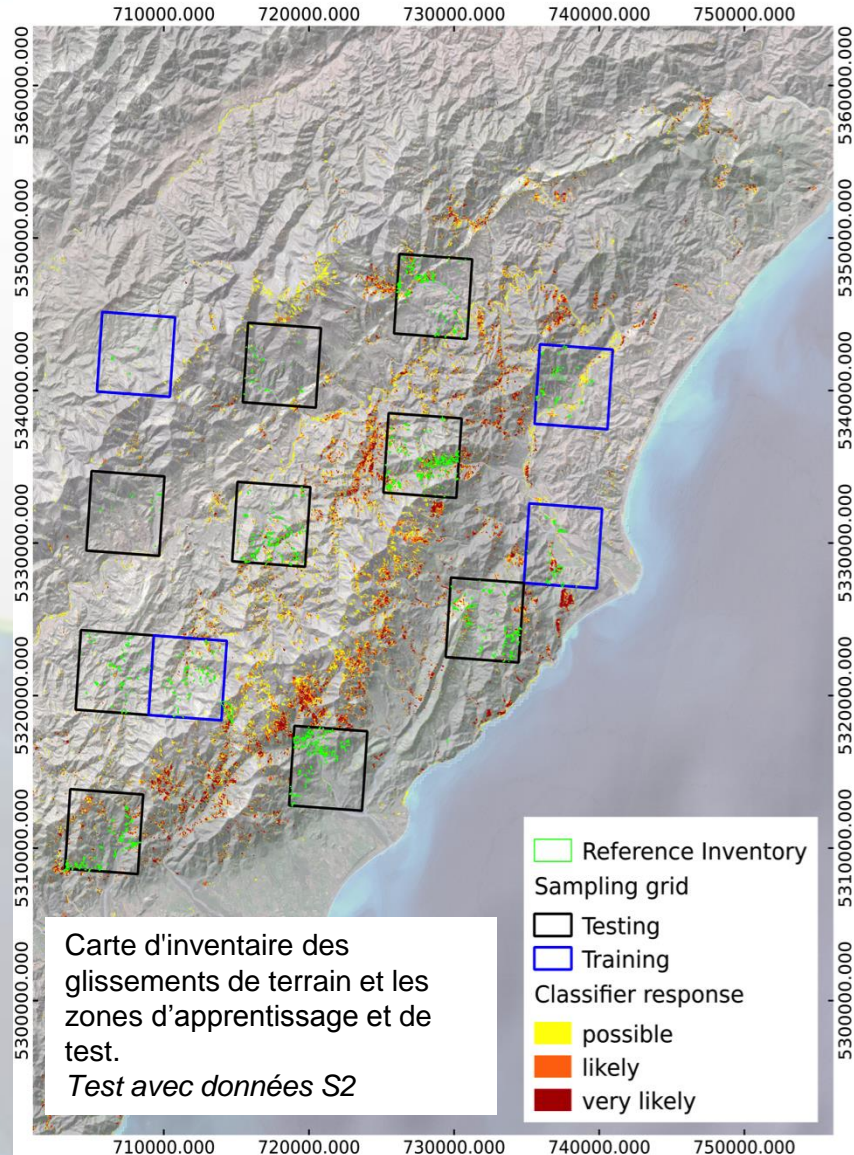 710000.000 720000.000 730000.000 740000.000 750000.000
5360000.000 5360000.000
5350000.000 5350000.000
5340000.000 5340000.000
5330000.000 5330000.000
5320000.000 5320000.000
5310000.000 5310000.000
5300000.000 5300000.000
Carte d'inventaire des
glissements de terrain et les
zones d’apprentissage et de
test.
Test avec données S2
Reference Inventory
Sampling grid
Testing
Training
Classifier response
possible
likely
very likely
710000.000 720000.000 730000.000 740000.000 750000.000